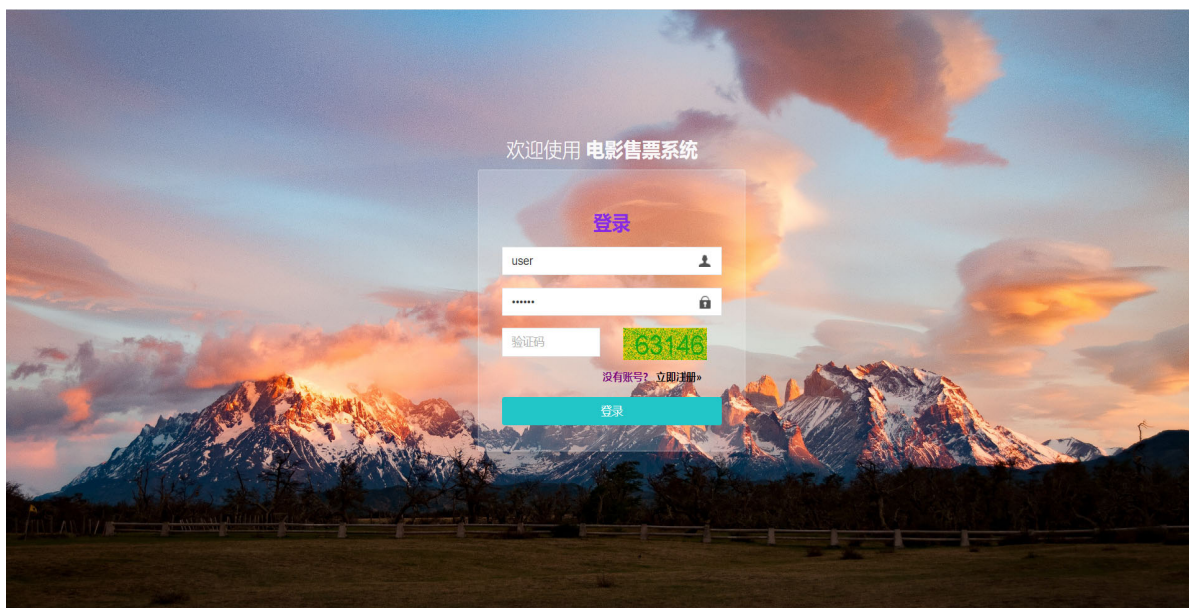 欢迎使用 电影售票系统
登录
user
••••••
验证码 63146
没有账号? 立即注册»
登录